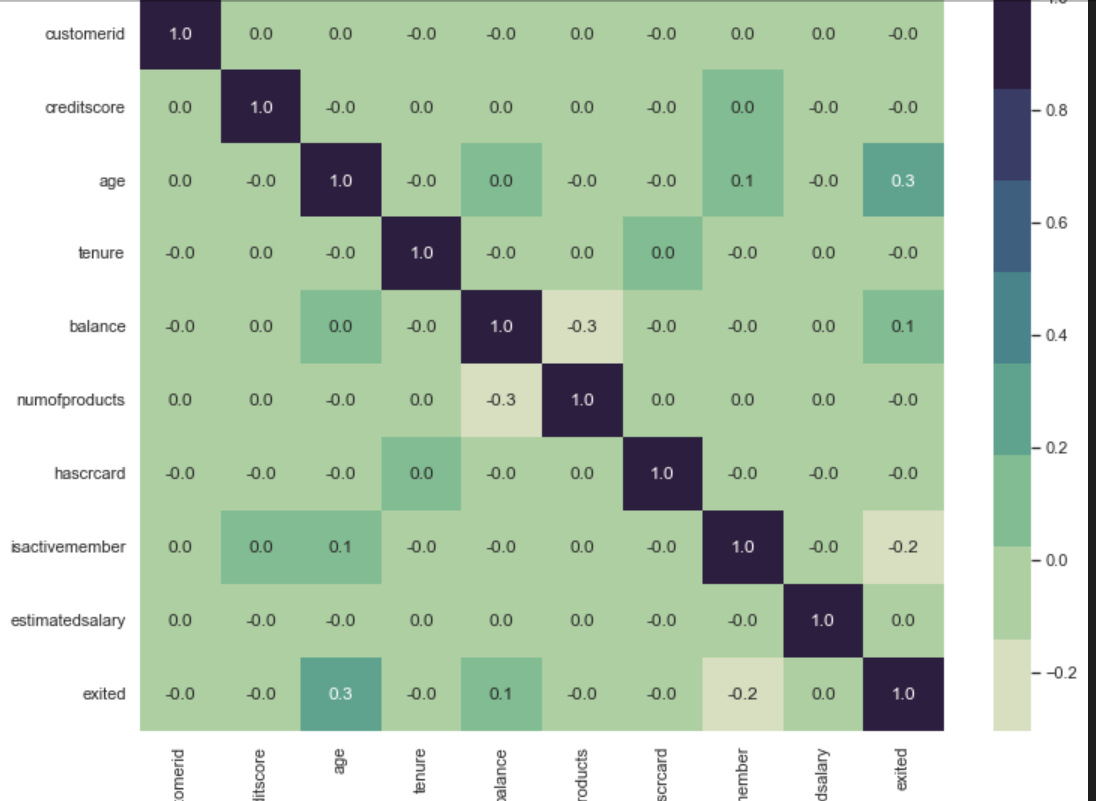 customerid 1.0 0.0 0.0 -0.0 -0.0 0.0 -0.0 0.0 0.0 -0.0
creditscore 0.0 1.0 -0.0 0.0 0.0 0.0 -0.0 0.0 -0.0 -0.0
0.8
age 0.0 -0.0 1.0 -0.0 0.0 -0.0 -0.0 0.1 -0.0 0.3
0.6
tenure -0.0 0.0 -0.0 1.0 -0.0 0.0 0.0 -0.0 0.0 -0.0
balance -0.0 0.0 0.0 -0.0 1.0 -0.3 -0.0 -0.0 0.0 0.1
0.4
numofproducts 0.0 0.0 -0.0 0.0 -0.3 1.0 0.0 0.0 0.0 -0.0
0.2
hascrcard -0.0 -0.0 -0.0 0.0 -0.0 0.0 1.0 -0.0 -0.0 -0.0
isactivemember 0.0 0.0 0.1 -0.0 -0.0 0.0 -0.0 1.0 -0.0 -0.2
0.0
estimatedsalary 0.0 -0.0 -0.0 0.0 0.0 0.0 -0.0 -0.0 1.0 0.0
−0.2
exited -0.0 -0.0 0.3 -0.0 0.1 -0.0 -0.0 -0.2 0.0 1.0
omerid
ditscore
age
tenure
balance
roducts
scrcard
nember
dsalary
exited